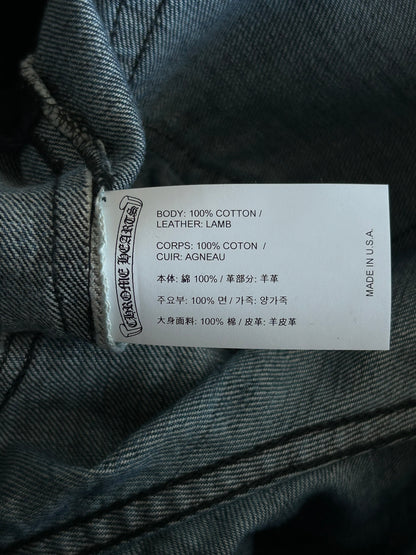 CHROME HEARTS
BODY: 100% COTTON /
LEATHER: LAMB
CORPS: 100% COTON /
CUIR: AGNEAU
本体: 綿 100% / 革部分: 羊革
주요부: 100% 면 / 가죽: 양가죽
大身面料: 100% 棉 / 皮革: 羊皮革
MADE IN U.S.A.